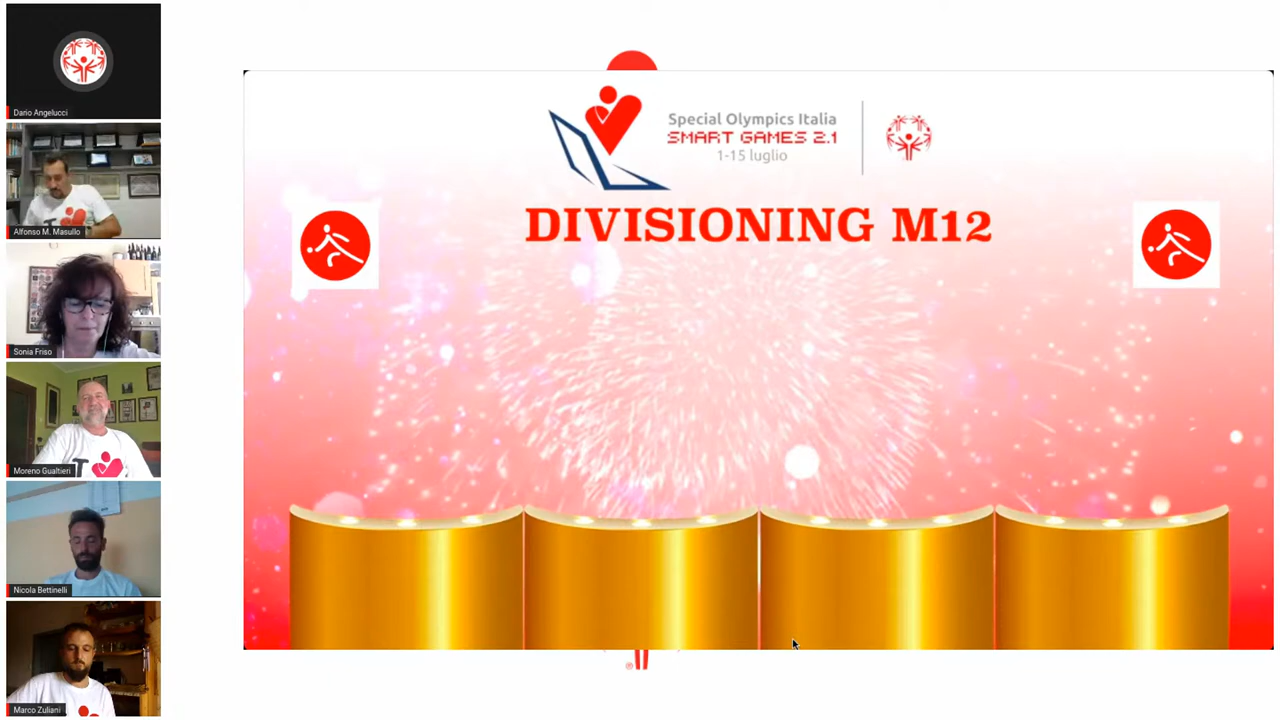 Dario Angelucci
Alfonso M. Masullo
Sonia Friso
Moreno Gualtieri
Nicola Bettinelli
Marco Zuliani
Special Olympics Italia
SMART GAMES 2.1
1-15 luglio
DIVISIONING M12